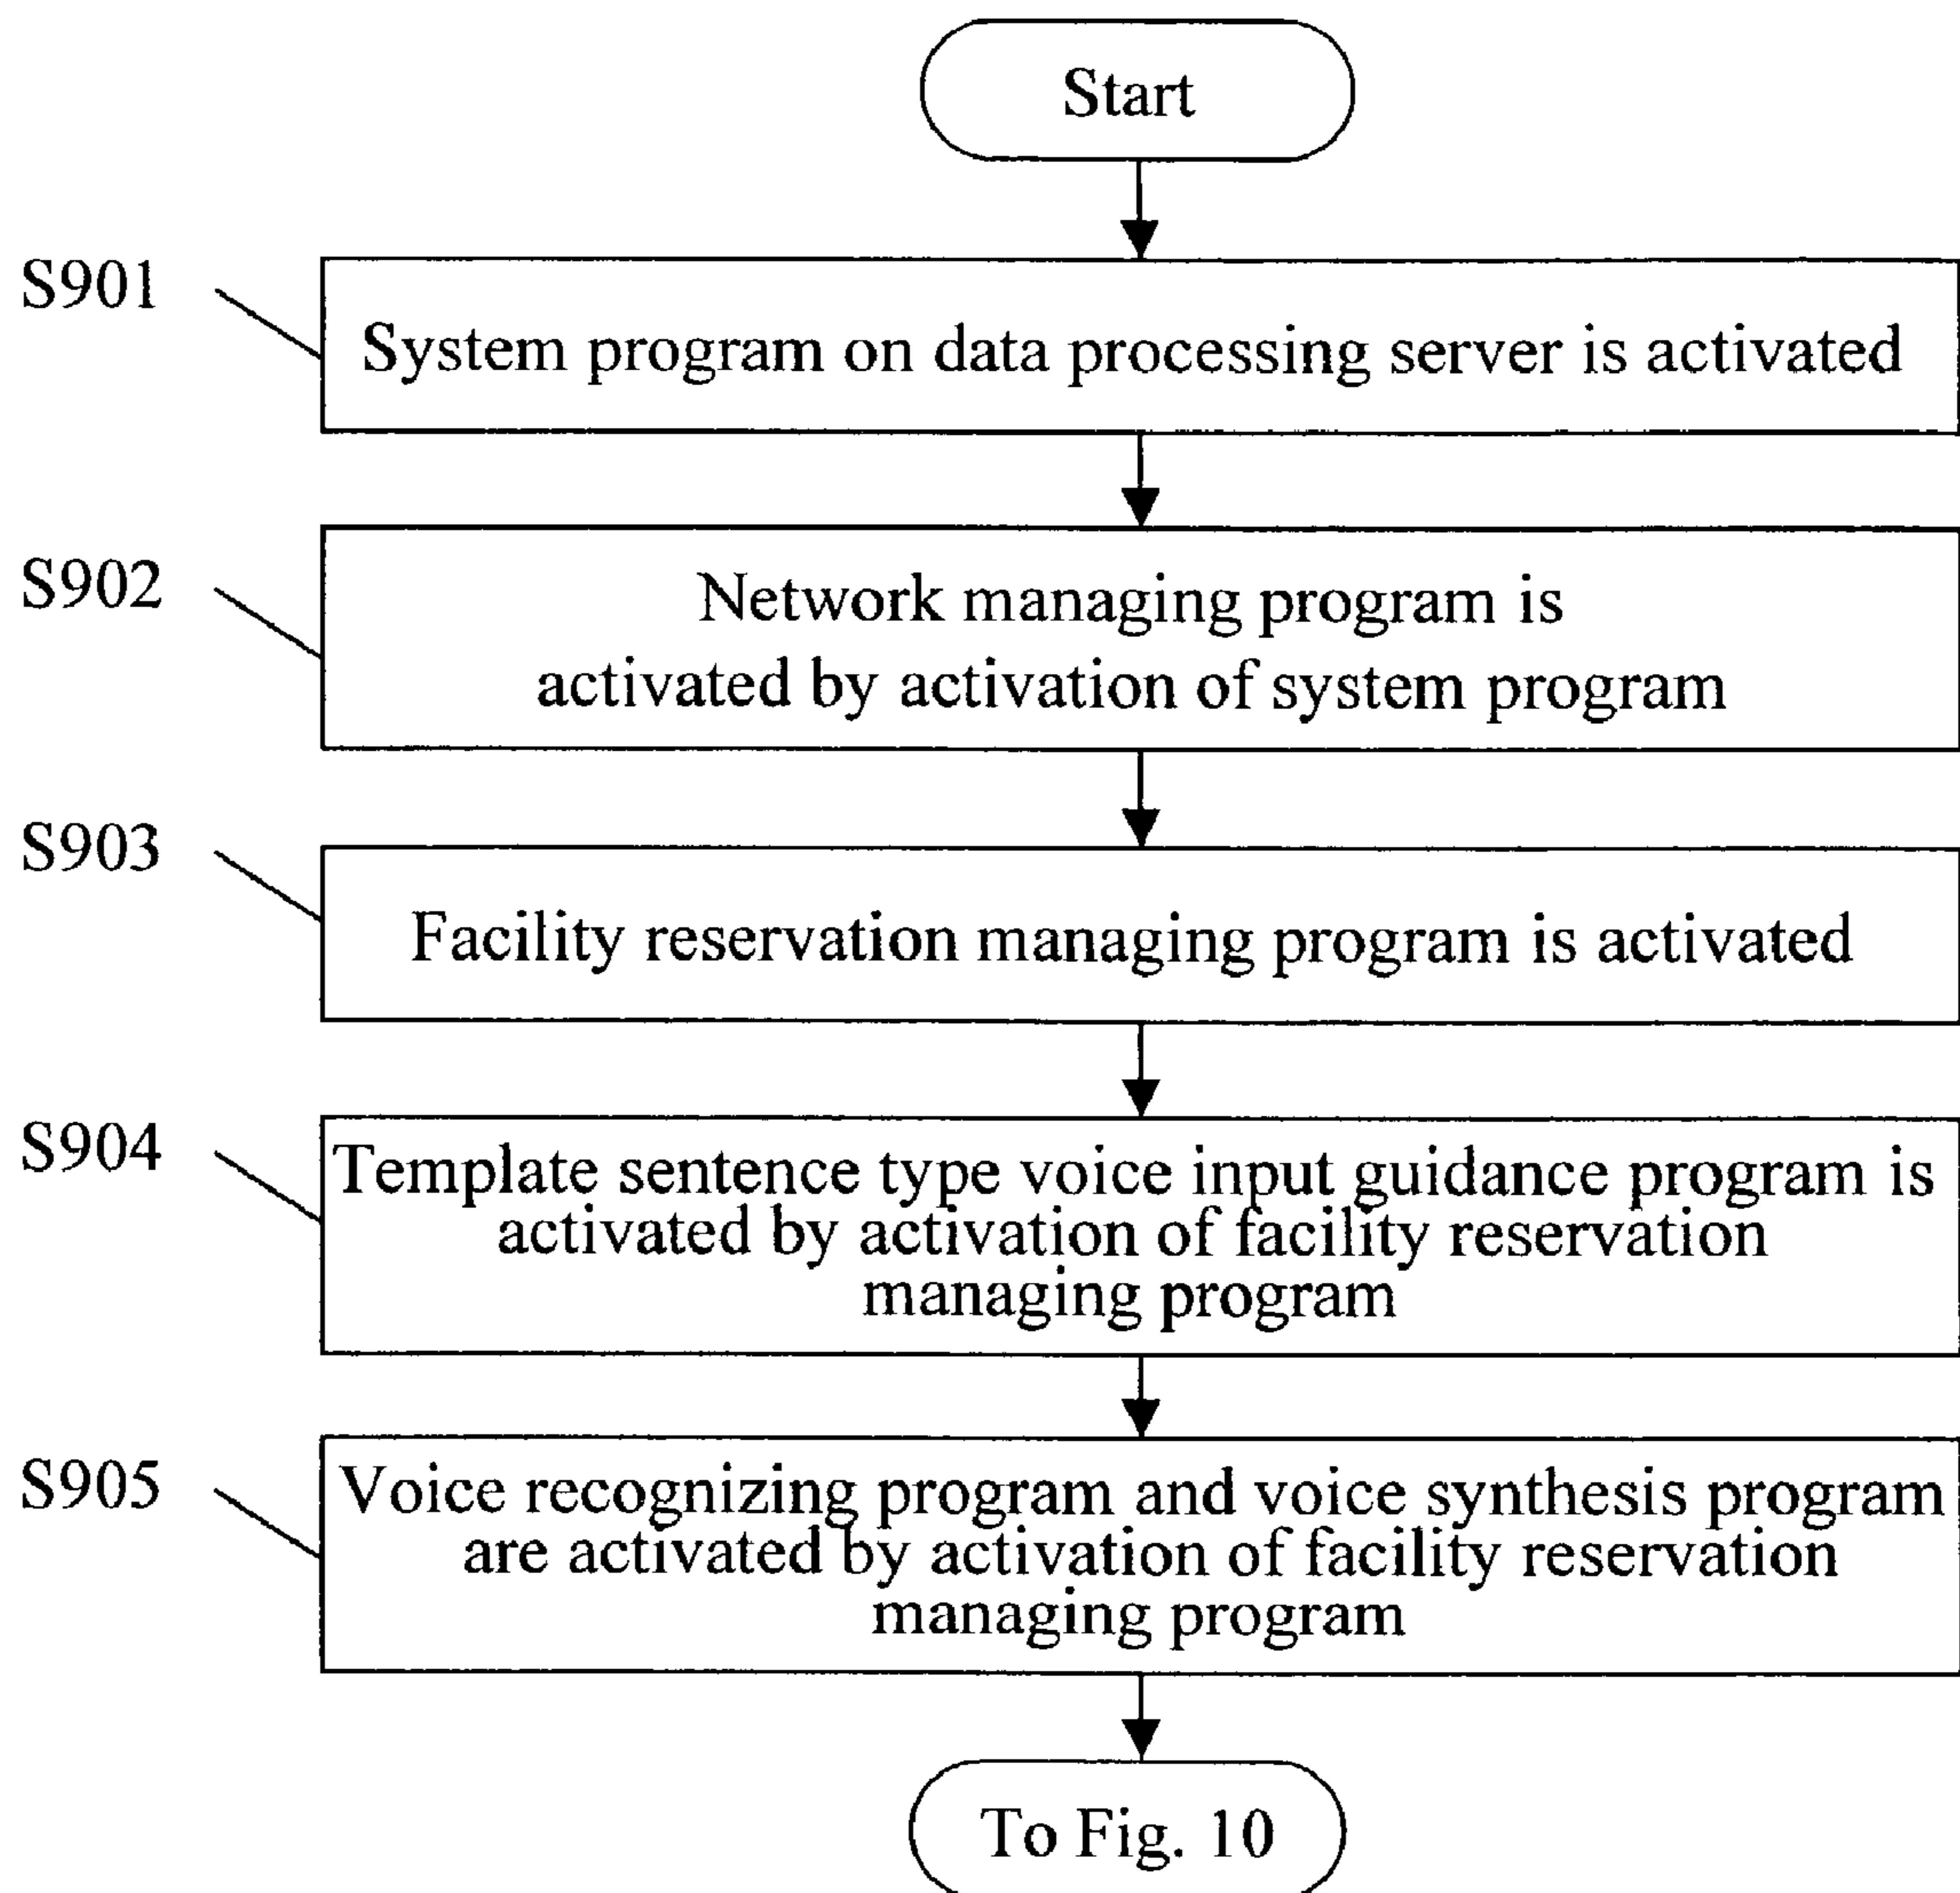 Start
S901
System program on data processing server is activated
S902
Network managing program is
activated by activation of system program
S903
Facility reservation managing program is activated
S904
Template sentence type voice input guidance program is
activated by activation of facility reservation
managing program
S905
Voice recognizing program and voice synthesis program
are activated by activation of facility reservation
managing program
To Fig. 10